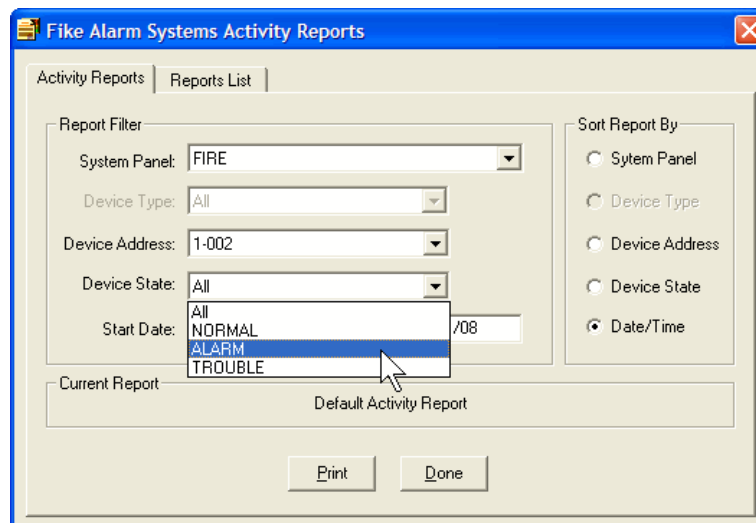 Fike Alarm Systems Activity Reports
Activity Reports
Reports List
Report Filter
System Panel: FIRE
Device Type: All
Device Address: 1-002
Device State: All
All
NORMAL
ALARM
TROUBLE
Start Date: /08
Sort Report By
Sytem Panel
Device Type
Device Address
Device State
Date/Time
Current Report
Default Activity Report
Print
Done